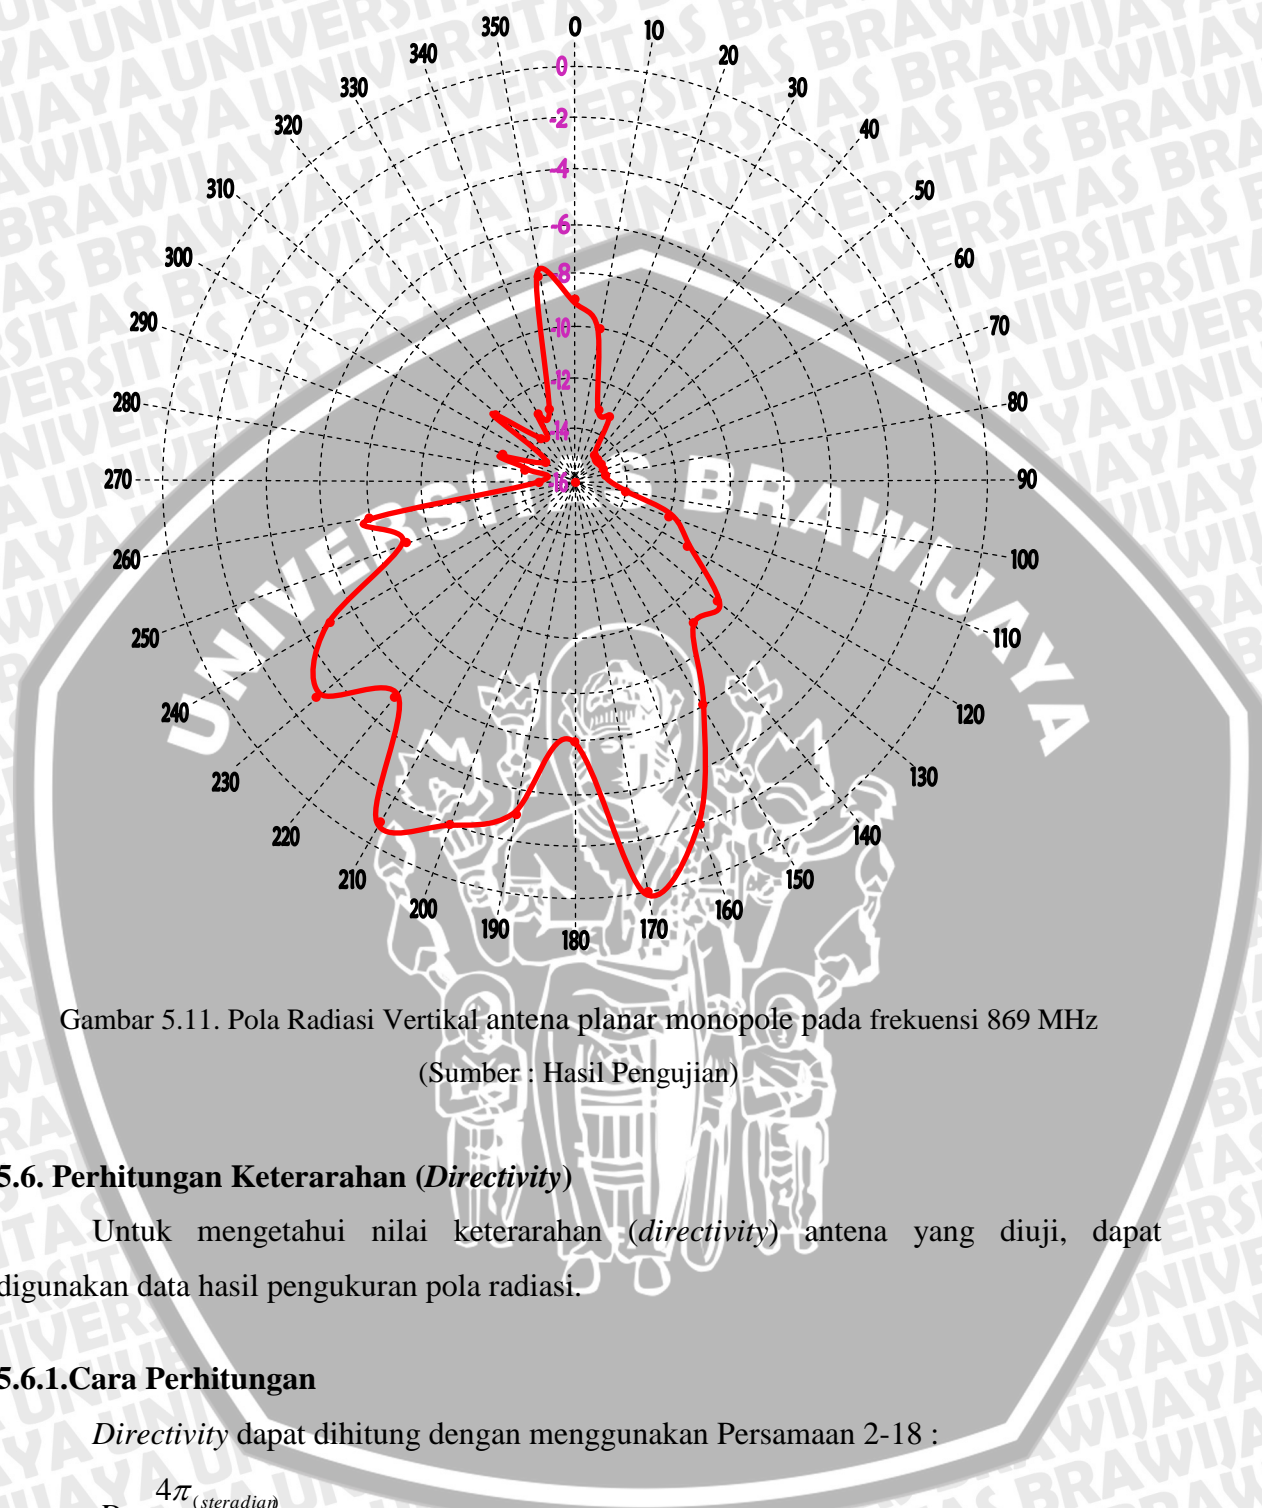 350 0 10
340 20
330 30
320 40
310 50
300 60
290 70
280 80
270 90
260 100
250 110
240 120
230 130
220 140
210 150
200 160
190 180 170
0
-2
-4
-6
-8
-10
-12
-14
-16
UNIVERSITAS BRAWIJAYA
Gambar 5.11. Pola Radiasi Vertikal antena planar monopole pada frekuensi 869 MHz
(Sumber : Hasil Pengujian)
5.6. Perhitungan Keterarahan (Directivity)
Untuk mengetahui nilai keterarahan (directivity) antena yang diuji, dapat
digunakan data hasil pengukuran pola radiasi.
5.6.1.Cara Perhitungan
Directivity dapat dihitung dengan menggunakan Persamaan 2-18 :
4π (steradian)